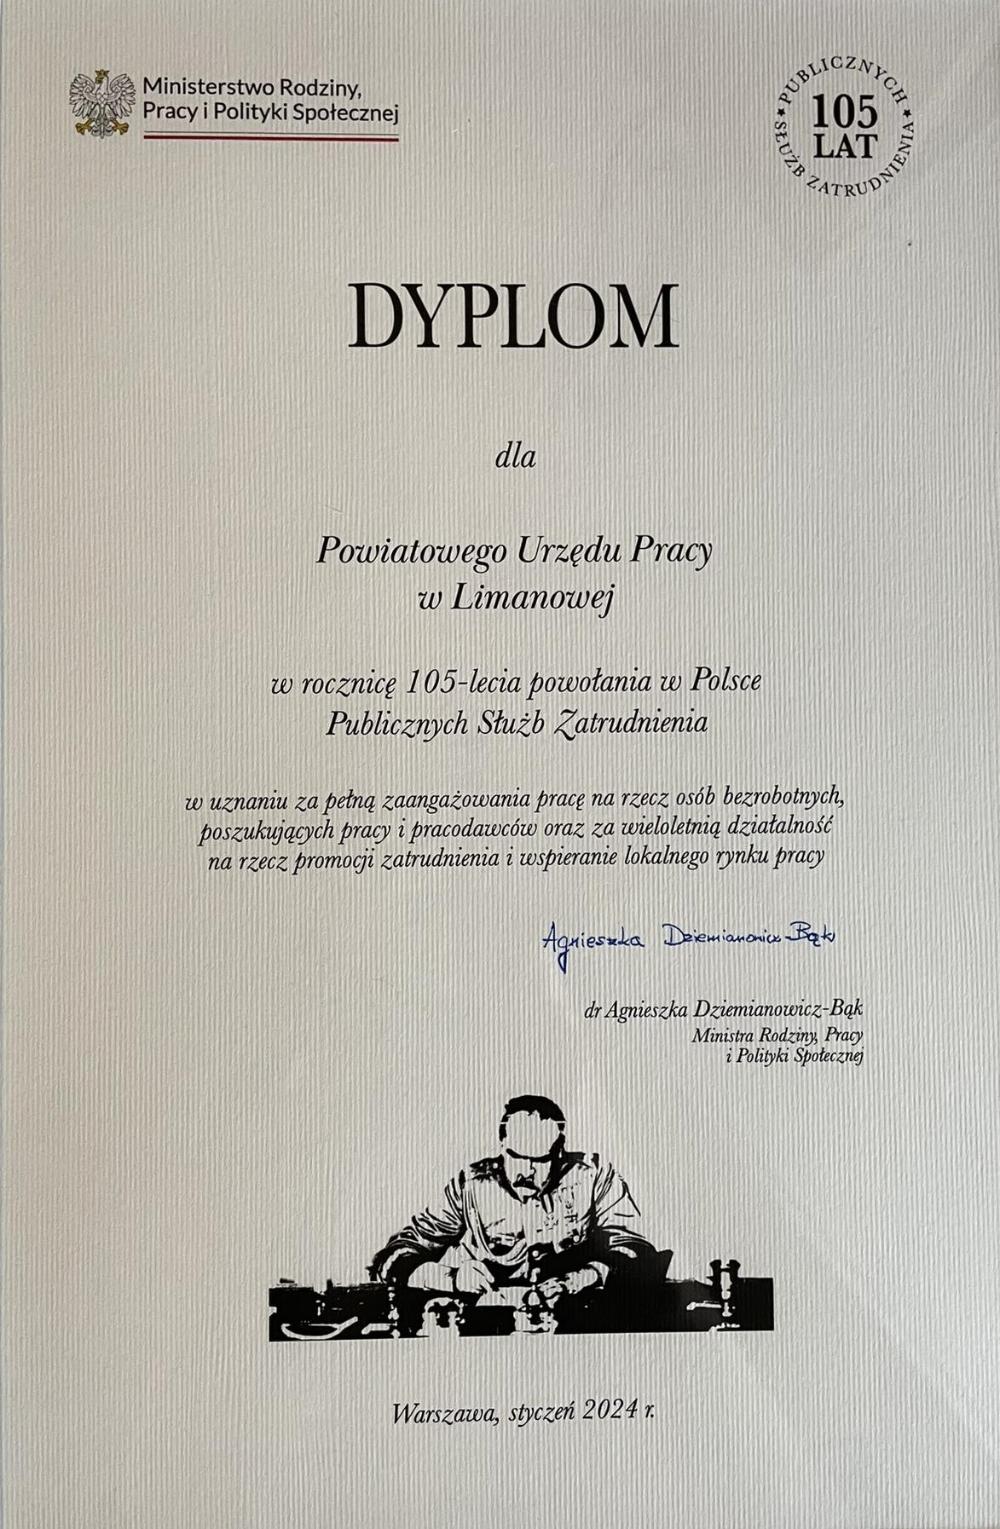 Ministerstwo Rodziny,
Pracy i Polityki Społecznej
PUBLICZNYCH
105
LAT
SŁUŻB ZATRUDNIENIA
DYPLOM
dla
Powiatowego Urzędu Pracy
w Limanowej
w rocznicę 105-lecia powołania w Polsce
Publicznych Służb Zatrudnienia
w uznaniu za pełną zaangażowania pracę na rzecz osób bezrobotnych,
poszukujących pracy i pracodawców oraz za wieloletnią działalność
na rzecz promocji zatrudnienia i wspieranie lokalnego rynku pracy
Agnieszka Dziemianowicz-Bąk
dr Agnieszka Dziemianowicz-Bąk
Ministra Rodziny, Pracy
i Polityki Społecznej
Warszawa, styczeń 2024 r.